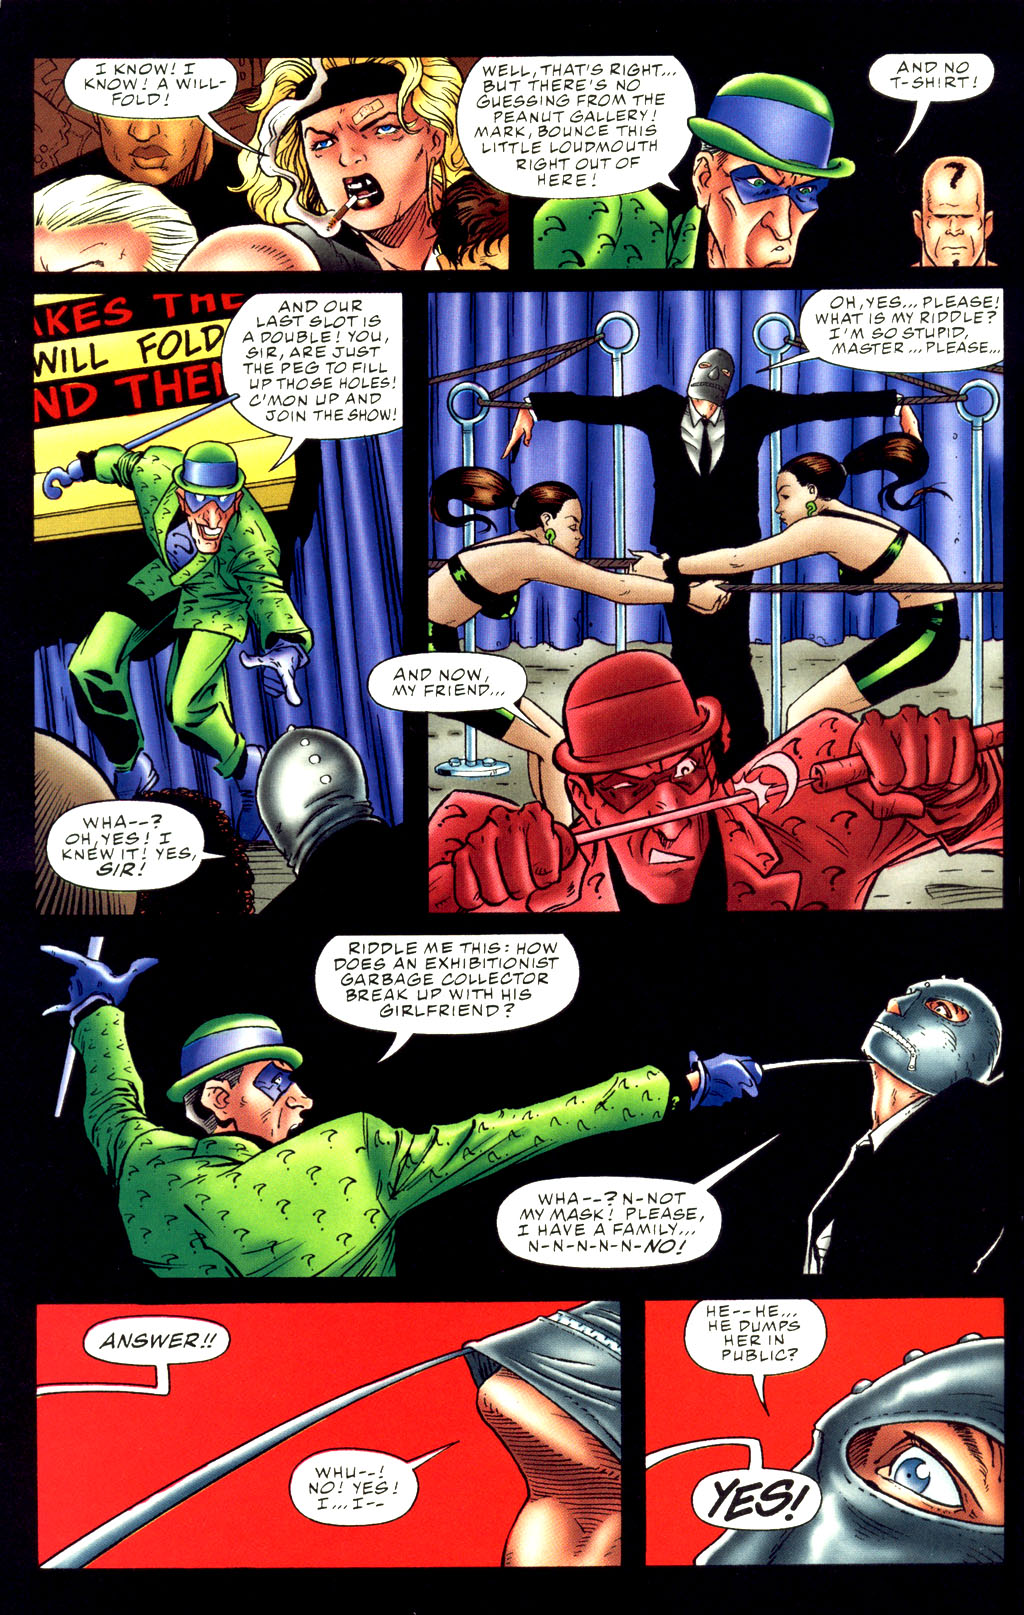 I KNOW! I
KNOW! A WILL-
FOLD!
WELL, THAT'S RIGHT...
BUT THERE'S NO
GUESSING FROM THE
PEANUT GALLERY!
MARK, BOUNCE THIS
LITTLE LOUDMOUTH
RIGHT OUT OF
HERE!
AND NO
T-SHIRT!
AKES THE
WILL FOLD
ND THEN
AND OUR
LAST SLOT IS
A DOUBLE! YOU,
SIR, ARE JUST
THE PEG TO FILL
UP THOSE HOLES!
C'MON UP AND
JOIN THE SHOW!
WHA--?
OH, YES! I
KNEW IT! YES,
SIR!
OH, YES... PLEASE!
WHAT IS MY RIDDLE?
I'M SO STUPID,
MASTER...PLEASE...
AND NOW,
MY FRIEND...
RIDDLE ME THIS: HOW
DOES AN EXHIBITIONIST
GARBAGE COLLECTOR
BREAK UP WITH HIS
GIRLFRIEND?
WHA--? N-NOT
MY MASK! PLEASE,
I HAVE A FAMILY...
N-N-N-N-N-NO!
ANSWER!!
WHU--!
NO! YES!
I...I--
HE--HE...
HE DUMPS
HER IN
PUBLIC?
YES!